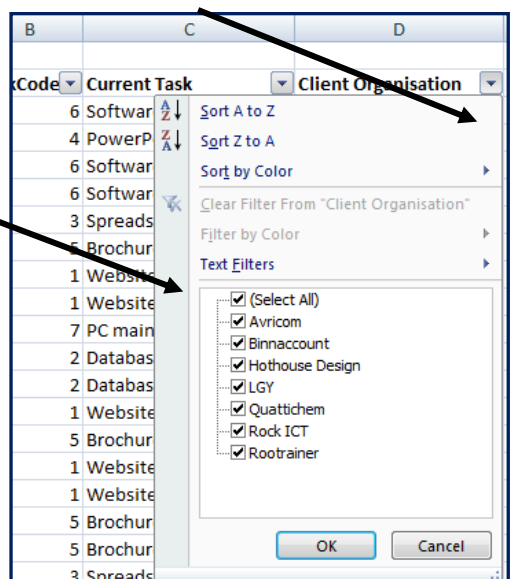 B C D
Code Current Task Client Organisation
6 Softwar Sort A to Z
4 PowerP Sort Z to A
6 Softwar Sort by Color
6 Softwar Clear Filter From "Client Organisation"
3 Spreads Filter by Color
5 Brochur Text Filters
1 Website (Select All)
1 Website Avricom
7 PC main Binnaccount
2 Databas Hothouse Design
2 Databas LGY
1 Website Quattichem
5 Brochur Rock ICT
1 Website Rootrainer
1 Website
5 Brochur
5 Brochur OK Cancel
3 Spreads